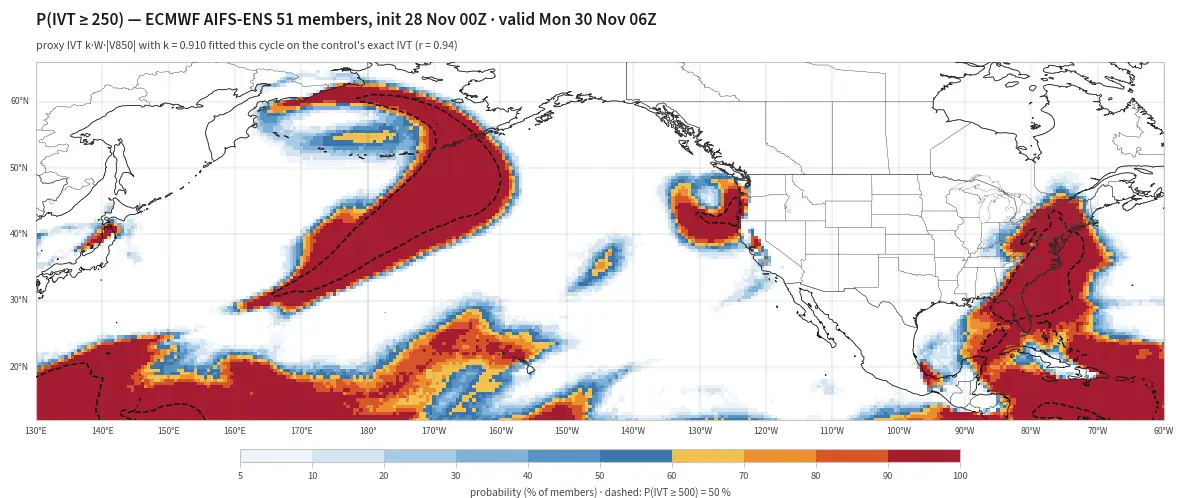 P(IVT ≥ 250) — ECMWF AIFS-ENS 51 members, init 28 Nov 00Z · valid Mon 30 Nov 06Z
proxy IVT k·W·|V850| with k = 0.910 fitted this cycle on the control's exact IVT (r = 0.94)
60°N
50°N
40°N
30°N
20°N
130°E 140°E 150°E 160°E 170°E 180° 170°W 160°W 150°W 140°W 130°W 120°W 110°W 100°W 90°W 80°W 70°W 60°W
5 10 20 30 40 50 60 70 80 90 100
probability (% of members) · dashed: P(IVT ≥ 500) = 50 %